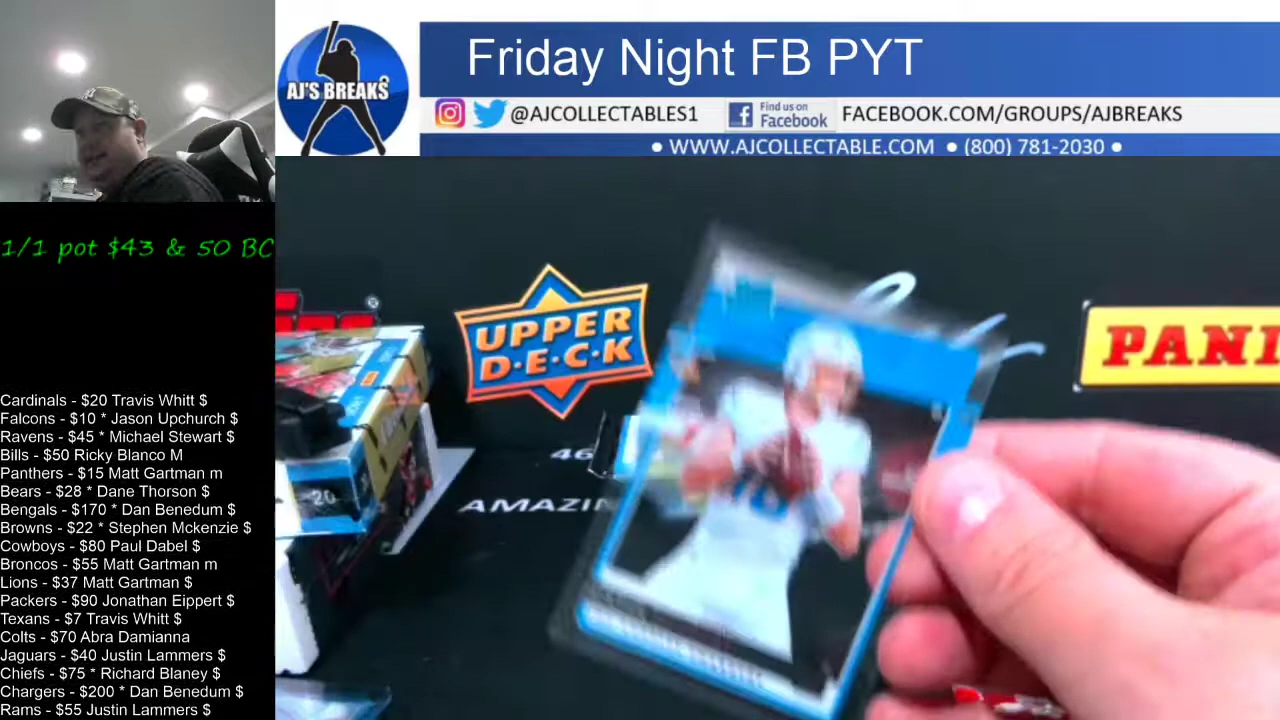 Friday Night FB PYT
AJ'S BREAKS
@AJCOLLECTABLES1
Find us on
Facebook
FACEBOOK.COM/GROUPS/AJBREAKS
• WWW.AJCOLLECTABLE.COM • (800) 781-2030 •
1/1 pot $43 & 50 BC
UPPER
D·E·C·K
PANI
46
AMAZIN
20
Cardinals - $20 Travis Whitt $
Falcons - $10 * Jason Upchurch $
Ravens - $45 * Michael Stewart $
Bills - $50 Ricky Blanco M
Panthers - $15 Matt Gartman m
Bears - $28 * Dane Thorson $
Bengals - $170 * Dan Benedum $
Browns - $22 * Stephen Mckenzie $
Cowboys - $80 Paul Dabel $
Broncos - $55 Matt Gartman m
Lions - $37 Matt Gartman $
Packers - $90 Jonathan Eippert $
Texans - $7 Travis Whitt $
Colts - $70 Abra Damianna
Jaguars - $40 Justin Lammers $
Chiefs - $75 * Richard Blaney $
Chargers - $200 * Dan Benedum $
Rams - $55 Justin Lammers $